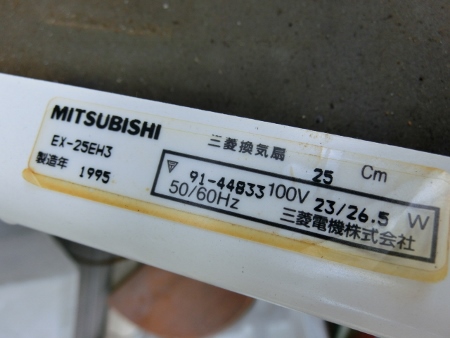 MITSUBISHI 三菱換気扇 25 Cm
EX-25EH3
製造年 1995
▽ 91-44833 100V 23/26.5 W
50/60Hz 三菱電機株式会社